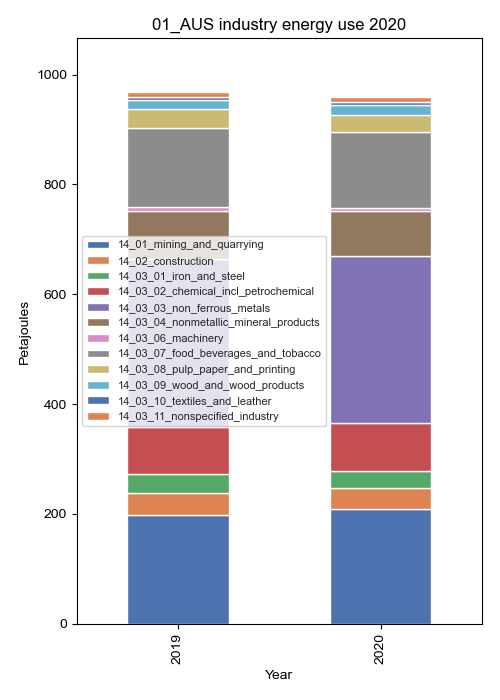 01_AUS industry energy use 2020
1000
800
600
400
200
0
Petajoules
14_01_mining_and_quarrying
14_02_construction
14_03_01_iron_and_steel
14_03_02_chemical_incl_petrochemical
14_03_03_non_ferrous_metals
14_03_04_nonmetallic_mineral_products
14_03_06_machinery
14_03_07_food_beverages_and_tobacco
14_03_08_pulp_paper_and_printing
14_03_09_wood_and_wood_products
14_03_10_textiles_and_leather
14_03_11_nonspecified_industry
2019
2020
Year